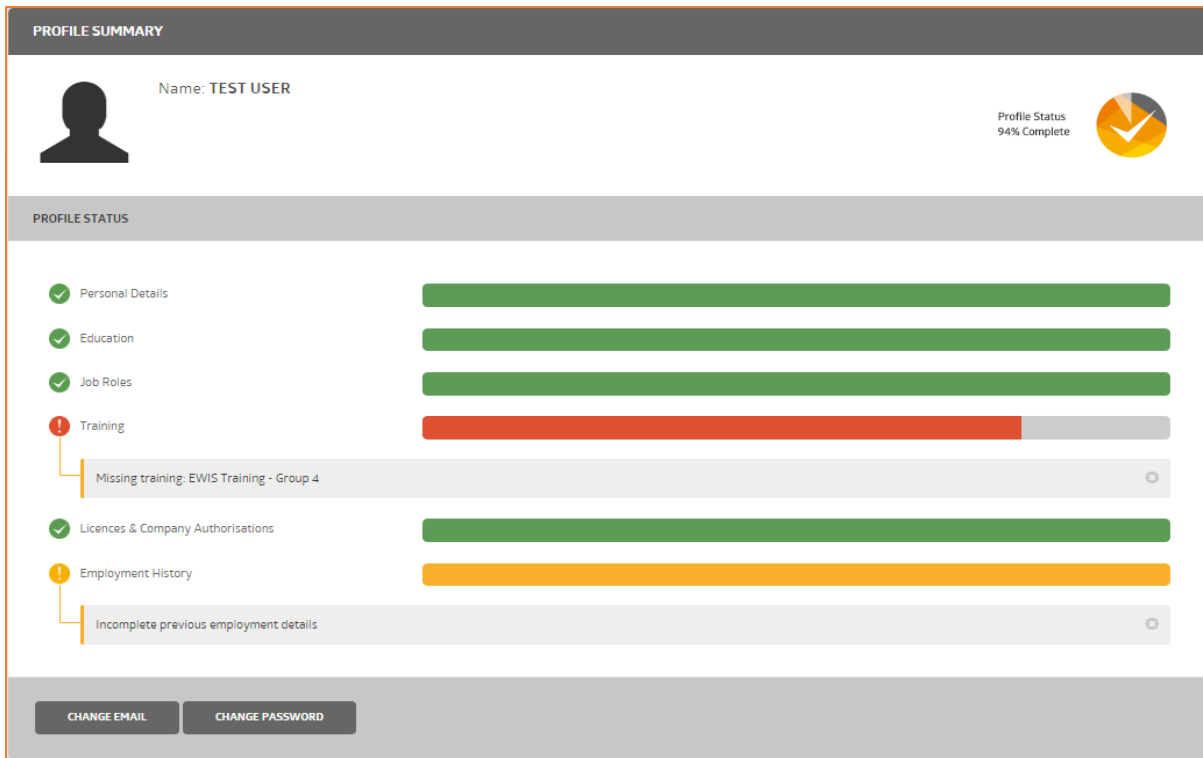 PROFILE SUMMARY
Name: TEST USER
Profile Status
94% Complete
PROFILE STATUS
Personal Details
Education
Job Roles
Training
Missing training: EWIS Training - Group 4
Licences & Company Authorisations
Employment History
Incomplete previous employment details
CHANGE EMAIL
CHANGE PASSWORD